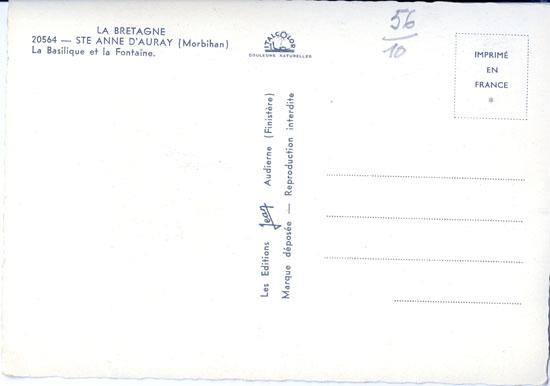 LA BRETAGNE
20564 — STE ANNE D'AURAY (Morbihan)
La Basilique et la Fontaine.
ITALCOLOR
COULEURS NATURELLES
56
10
IMPRIMÉ
EN
FRANCE
*
Les Editions Jean Audierne (Finistère)
Marque déposée — Reproduction interdite